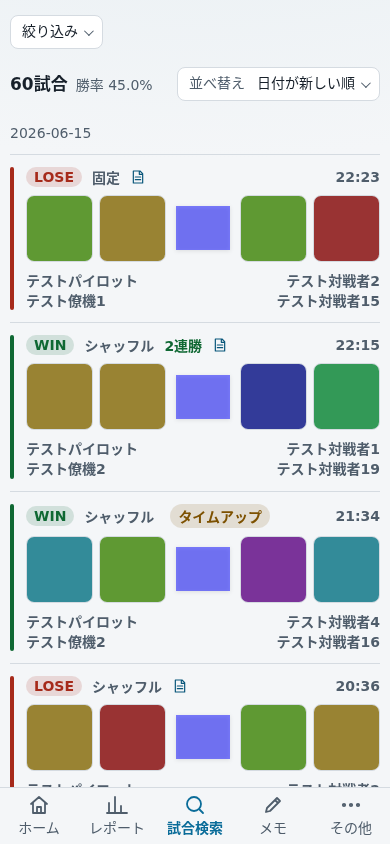 絞り込み
60試合 勝率 45.0% 並べ替え 日付が新しい順
2026-06-15
LOSE 固定 22:23
テストパイロット テスト対戦者2
テスト僚機1 テスト対戦者15
WIN シャッフル 2連勝 22:15
テストパイロット テスト対戦者1
テスト僚機2 テスト対戦者19
WIN シャッフル タイムアップ 21:34
テストパイロット テスト対戦者4
テスト僚機2 テスト対戦者16
LOSE シャッフル 20:36
ホーム レポート 試合検索 メモ その他